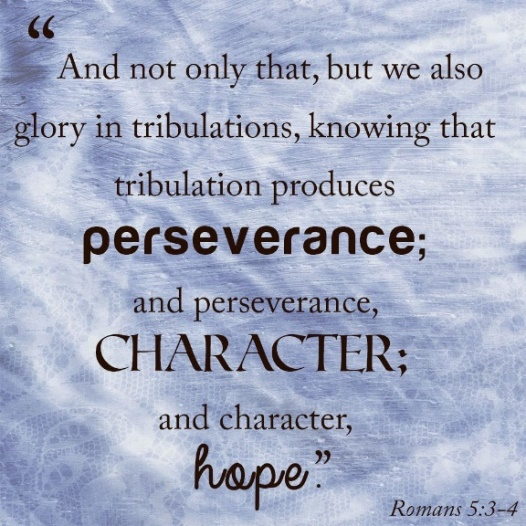 “
And not only that, but we also
glory in tribulations, knowing that
tribulation produces
perseverance;
and perseverance,
CHARACTER;
and character,
hope.”
Romans 5:3-4